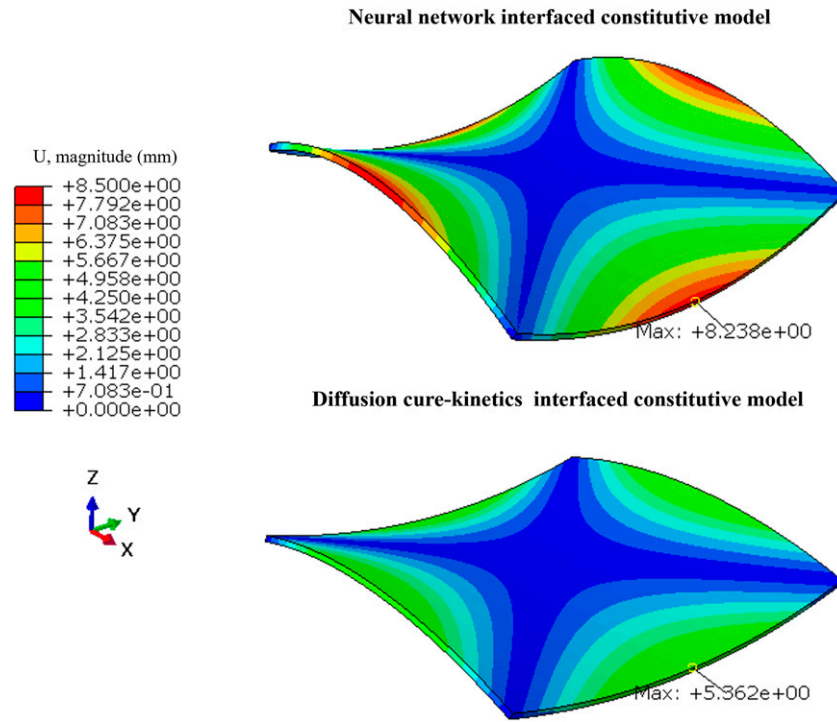 Neural network interfaced constitutive model
U, magnitude (mm)
+8.500e+00
+7.792e+00
+7.083e+00
+6.375e+00
+5.667e+00
+4.958e+00
+4.250e+00
+3.542e+00
+2.833e+00
+2.125e+00
+1.417e+00
+7.083e-01
+0.000e+00
Max: +8.238e+00
Diffusion cure-kinetics interfaced constitutive model
Z
Y
X
Max: +5.362e+00